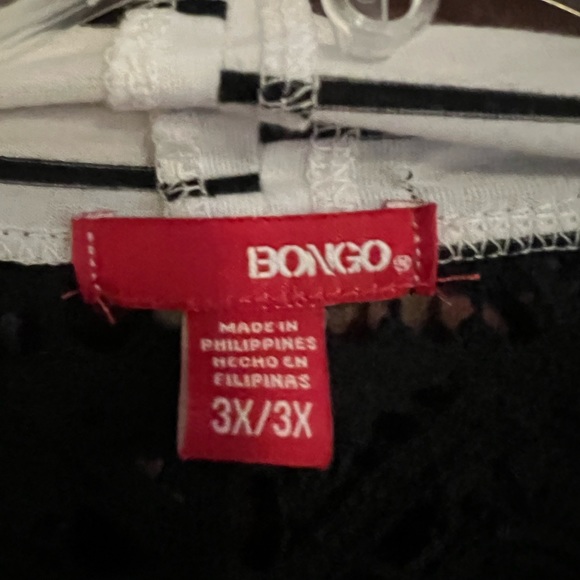 BONGO®
MADE IN
PHILIPPINES
HECHO EN
FILIPINAS
3X/3X